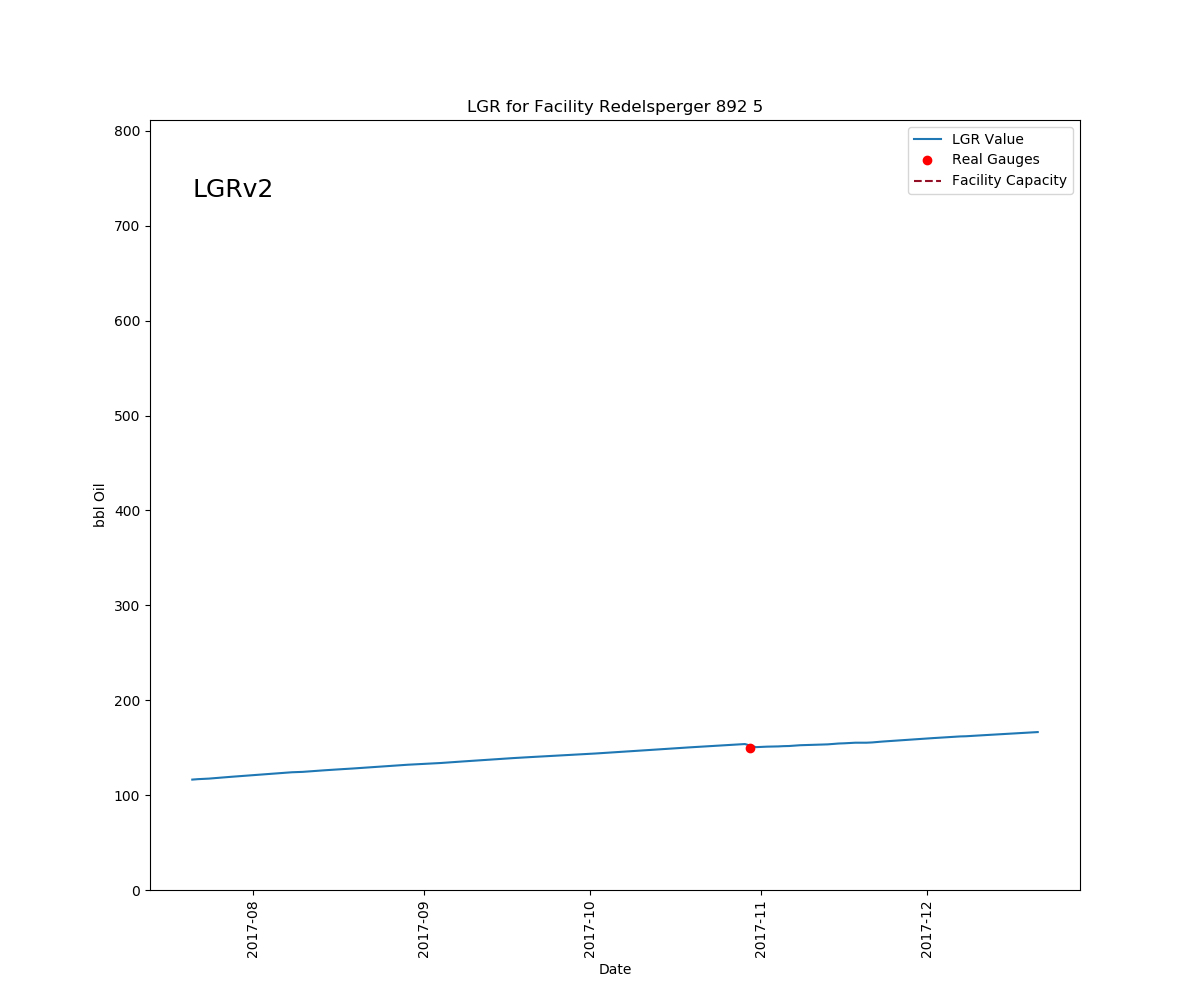 LGR for Facility Redelsperger 892 5
LGRv2
LGR Value
Real Gauges
Facility Capacity
bbl Oil
800
700
600
500
400
300
200
100
0
2017-08
2017-09
2017-10
2017-11
2017-12
Date